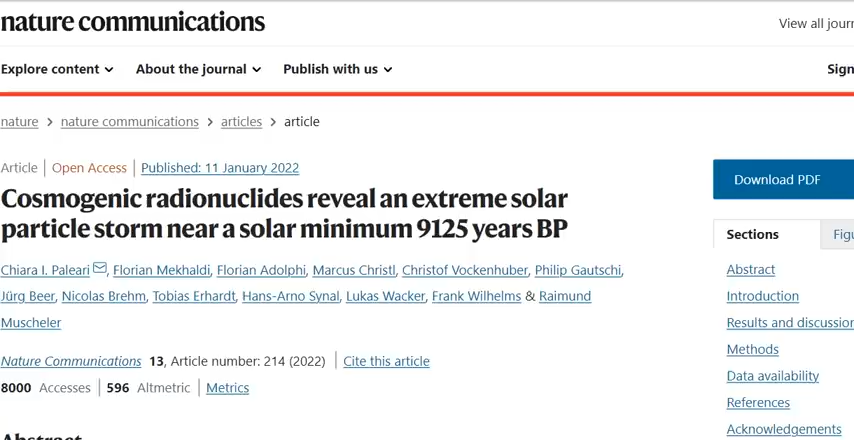 nature communications
View all jour
Explore content
About the journal
Publish with us
Sign
nature > nature communications > articles > article
Article | Open Access | Published: 11 January 2022
Download PDF
Cosmogenic radionuclides reveal an extreme solar
particle storm near a solar minimum 9125 years BP
Sections
Figu
Chiara I. Paleari, Florian Mekhaldi, Florian Adolphi, Marcus Christl, Christof Vockenhuber, Philip Gautschi,
Jürg Beer, Nicolas Brehm, Tobias Erhardt, Hans-Arno Synal, Lukas Wacker, Frank Wilhelms & Raimund
Muscheler
Abstract
Introduction
Results and discussion
Methods
Data availability
References
Acknowledgements
Nature Communications 13, Article number: 214 (2022) | Cite this article
8000 Accesses | 596 Altmetric | Metrics
Abstract